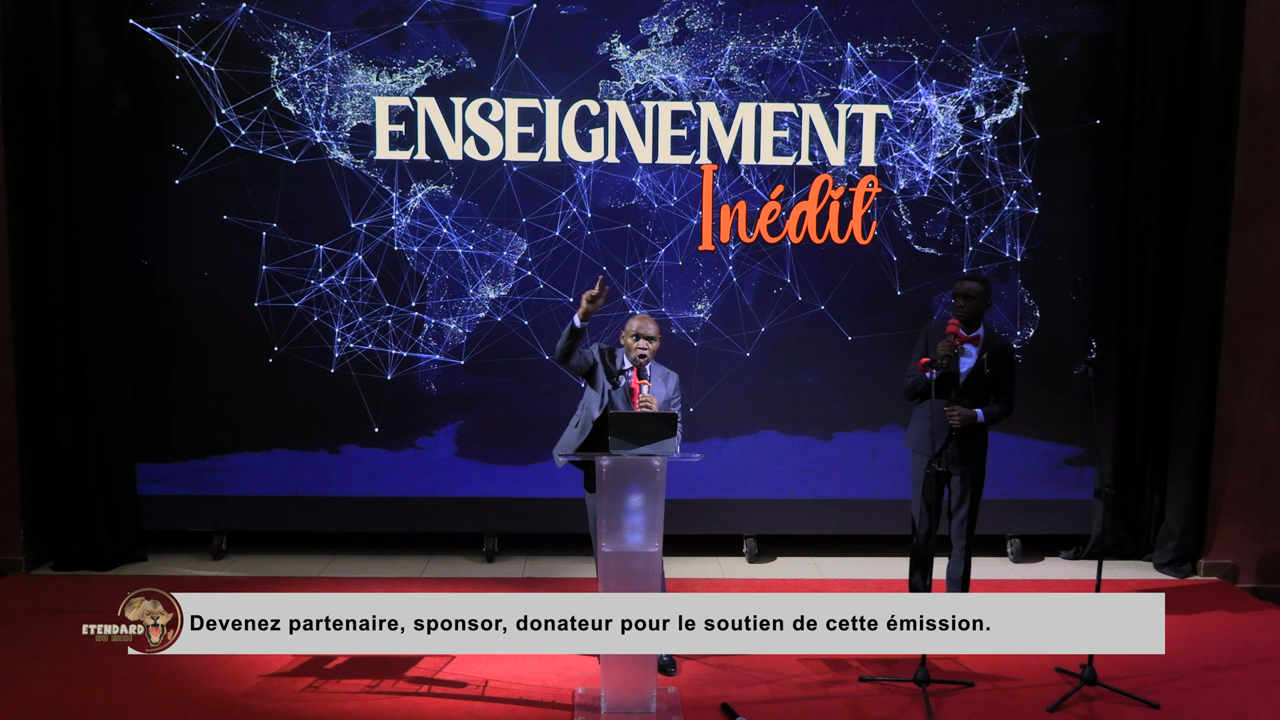 ENSEIGNEMENT
Inédit
ETENDARD
Devenez partenaire, sponsor, donateur pour le soutien de cette émission.